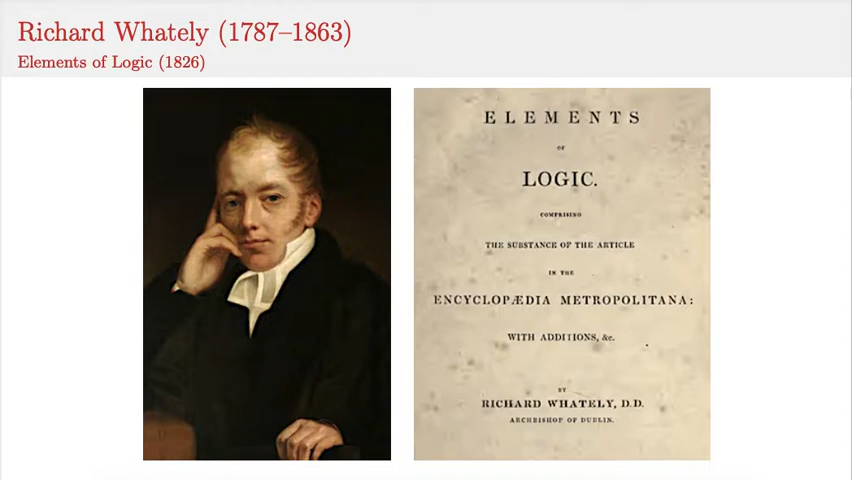 Richard Whately (1787–1863)
Elements of Logic (1826)
ELEMENTS
OF
LOGIC.
COMPRISING
THE SUBSTANCE OF THE ARTICLE
IN THE
ENCYCLOPÆDIA METROPOLITANA:
WITH ADDITIONS, &c.
BY
RICHARD WHATELY, D.D.
ARCHBISHOP OF DUBLIN.